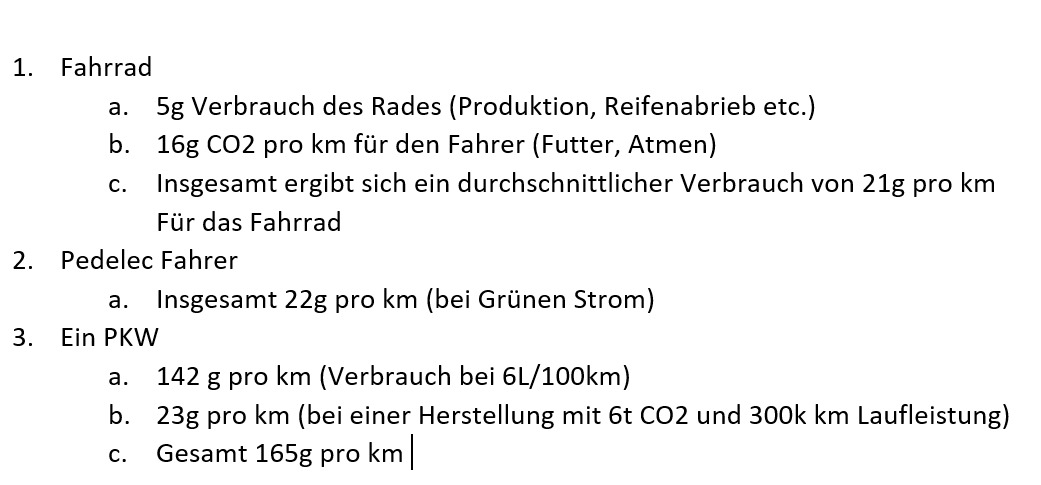 1. Fahrrad
a. 5g Verbrauch des Rades (Produktion, Reifenabrieb etc.)
b. 16g CO2 pro km für den Fahrer (Futter, Atmen)
c. Insgesamt ergibt sich ein durchschnittlicher Verbrauch von 21g pro km
Für das Fahrrad
2. Pedelec Fahrer
a. Insgesamt 22g pro km (bei Grünen Strom)
3. Ein PKW
a. 142 g pro km (Verbrauch bei 6L/100km)
b. 23g pro km (bei einer Herstellung mit 6t CO2 und 300k km Laufleistung)
c. Gesamt 165g pro km